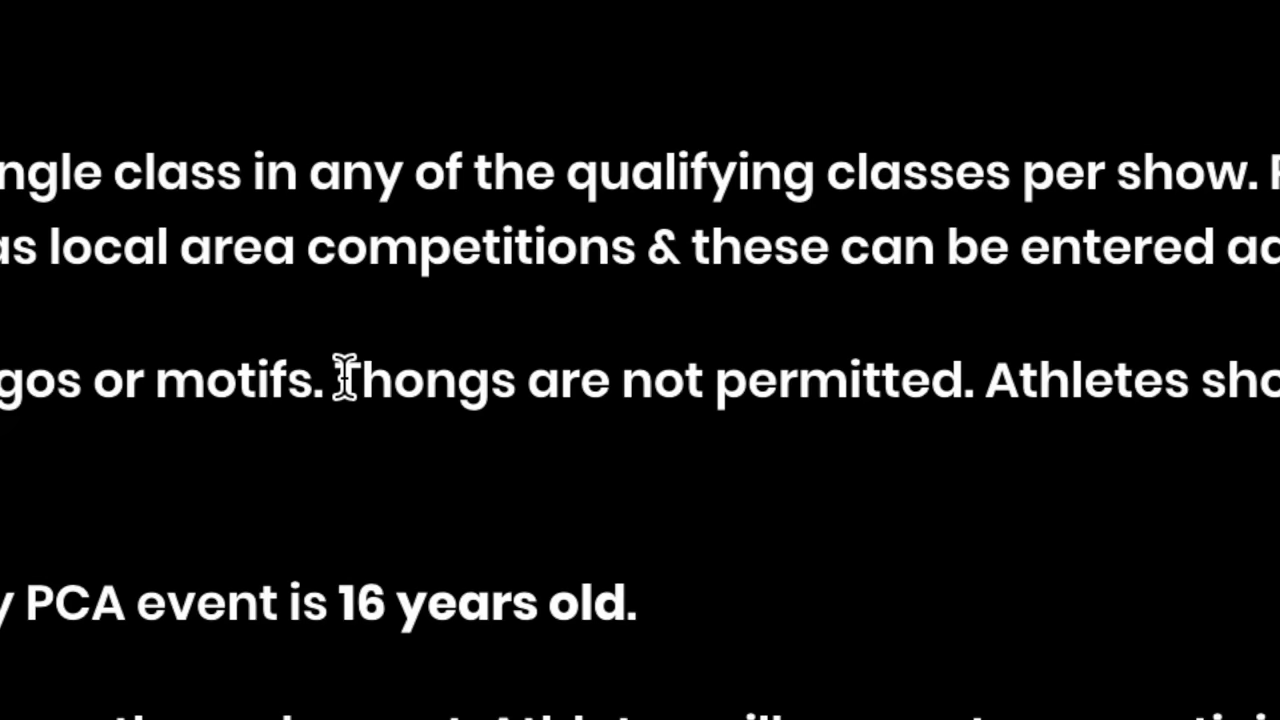 ngle class in any of the qualifying classes per show.
as local area competitions & these can be entered
gos or motifs. Thongs are not permitted. Athletes sho
y PCA event is 16 years old.